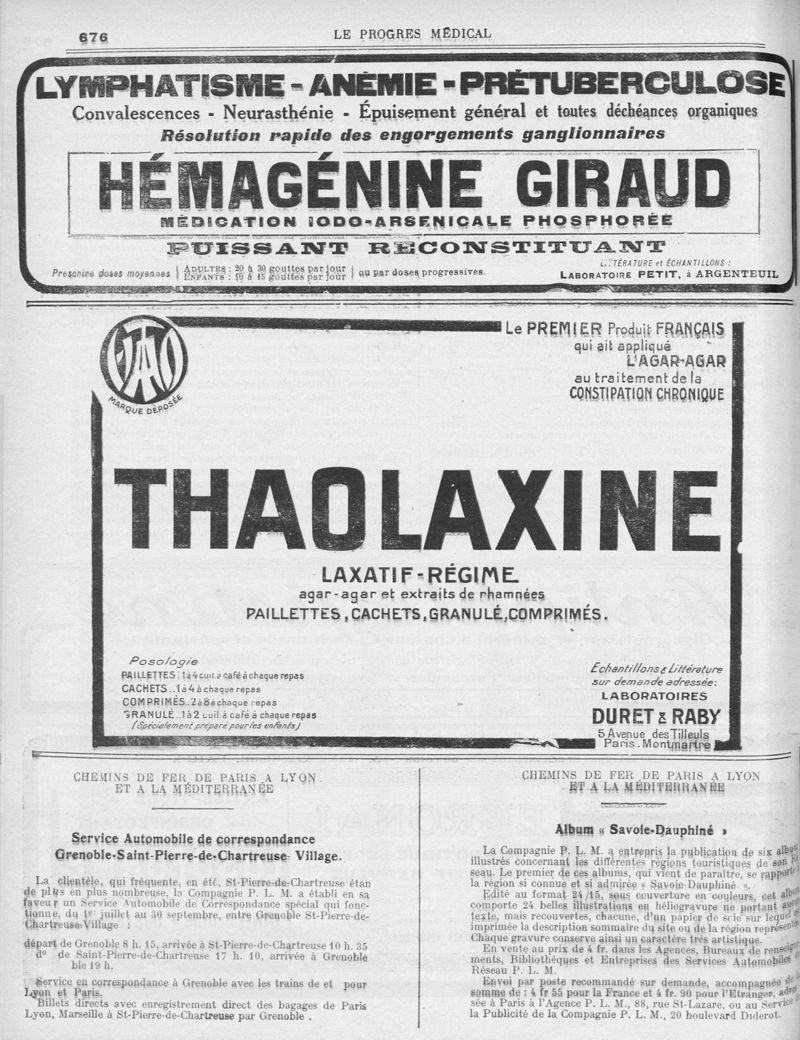 676
LE PROGRES MÉDICAL
LYMPHATISME - ANÉMIE - PRÉTUBERCULOSE
Convalescences - Neurasthénie - Épuisement général et toutes déchéances organiques
Résolution rapide des engorgements ganglionnaires
HÉMAGÉNINE GIRAUD
MÉDICATION IODO-ARSENICALE PHOSPHORÉE
PUISSANT RECONSTITUANT
Prescrire doses moyennes
ADULTES : 20 à 30 gouttes par jour
ENFANTS : 10 à 15 gouttes par jour
ou par doses progressives.
LITTÉRATURE et ÉCHANTILLONS :
LABORATOIRE PETIT, à ARGENTEUIL
MARQUE DÉPOSÉE
Le PREMIER Produit FRANÇAIS
qui ait appliqué
L'AGAR-AGAR
au traitement de la
CONSTIPATION CHRONIQUE
THAOLAXINE
LAXATIF-RÉGIME
agar-agar et extraits de rhamnées
PAILLETTES, CACHETS, GRANULÉ, COMPRIMÉS.
Posologie
PAILLETTES : 1 à 4 cuil. à café à chaque repas
CACHETS .. 1 à 4 à chaque repas
COMPRIMÉS . 2 à 8 à chaque repas
GRANULÉ .. 1 à 2 cuil. à café à chaque repas
(Spécialement préparé pour les enfants)
Échantillons & Littérature
sur demande adressée :
LABORATOIRES
DURET & RABY
5 Avenue des Tilleuls
Paris. Montmartre
CHEMINS DE FER DE PARIS A LYON
ET A LA MÉDITERRANÉE
Service Automobile de correspondance
Grenoble-Saint-Pierre-de-Chartreuse Village.
La clientèle, qui fréquente, en été, St-Pierre-de-Chartreuse étan
de plus en plus nombreuse, lo Compagnie P. L. M. a établi en sa
faveur un Service Automobile de Correspondance spécial qui fonc-
tionne, du 1er juillet au 30 septembre, entre Grenoble St-Pierre-de-
Chartreuse-Village :
départ de Grenoble 8 h. 15, arrivée à St-Pierre-de-Chartreuse 10 h. 35
do de Saint-Pierre-de-Chartreuse 17 h. 10, arrivée à Grenoble
ble 19 h.
Service en correspondance à Grenoble avec les trains de et pour
Lyon et Paris.
Billets directs avec enregistrement direct des bagages de Paris
Lyon, Marseille à St-Pierre-de-Chartreuse par Grenoble .
CHEMINS DE FER DE PARIS A LYON
ET A LA MÉDITERRANÉE
Album « Savoie-Dauphiné »
La Compagnie P. L. M. a entrepris la publication de six album
illustrés concernant les différentes régions touristiques de son
seau. Le premier de ces albums, qui vient de paraître, se rapporte
la région si connue et si admirée « Savoie-Dauphiné ».
Edité au format 24/15, sous couverture en couleurs, cet album
comporte 24 belles illustrations en héliogravure ne portant aucun
texte, mais recouvertes, chacune, d'un papier de scie sur lequel
imprimée la description sommaire du site ou de la région représenté
Chaque gravure conserve ainsi un caractère très artistique.
En vente au prix de 4 fr. dans les Agences, Bureaux de renseigne
ments, Bibliothèques et Entreprises des Services Automobiles
Réseau P. L. M.
Envoi par poste recommandé sur demande, accompagnée de
somme de : 4 fr 55 pour la France et 4 fr. 90 pour l'Etranger, adres
sée à Paris à l'Agence P. L. M., 88, rue St-Lazare, ou au Service
la Publicité de la Compagnie P. L. M., 20 boulevard Diderot.